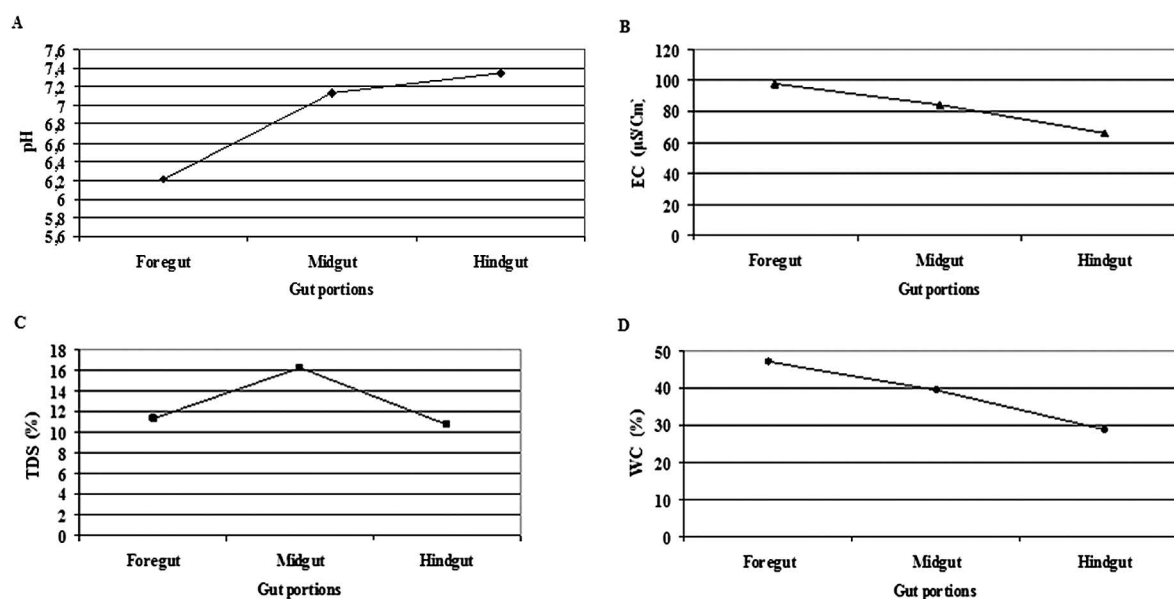 A
7,6
7,4
7,2
7
6,8
6,6
6,4
6,2
6
5,8
5,6
pH
Foregut Midgut Hindgut
Gut portions
B
120
100
80
60
40
20
0
EC (µS/Cm)
Foregut Midgut Hindgut
Gut portions
C
18
16
14
12
10
8
6
4
2
0
TDS (%)
Foregut Midgut Hindgut
Gut portions
D
50
40
30
20
10
0
WC (%)
Foregut Midgut Hindgut
Gut portions